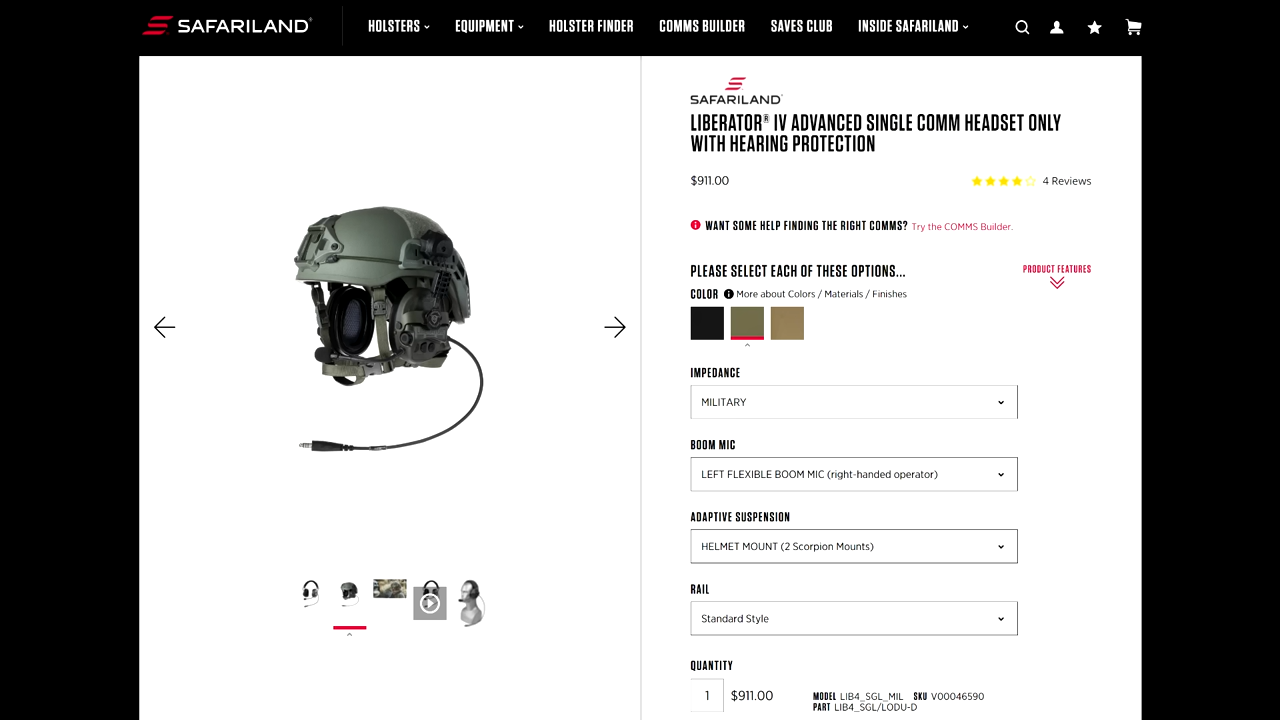 SAFARILAND®
HOLSTERS
EQUIPMENT
HOLSTER FINDER
COMMS BUILDER
SAVES CLUB
INSIDE SAFARILAND
SAFARILAND
LIBERATOR® IV ADVANCED SINGLE COMM HEADSET ONLY
WITH HEARING PROTECTION
$911.00
4 Reviews
WANT SOME HELP FINDING THE RIGHT COMMS? Try the COMMS Builder.
PLEASE SELECT EACH OF THESE OPTIONS...
PRODUCT FEATURES
COLOR More about Colors / Materials / Finishes
IMPEDANCE
MILITARY
BOOM MIC
LEFT FLEXIBLE BOOM MIC (right-handed operator)
ADAPTIVE SUSPENSION
HELMET MOUNT (2 Scorpion Mounts)
RAIL
Standard Style
QUANTITY
1 $911.00
MODEL LIB4_SGL_MIL SKU V00046590
PART LIB4_SGL/LODU-D